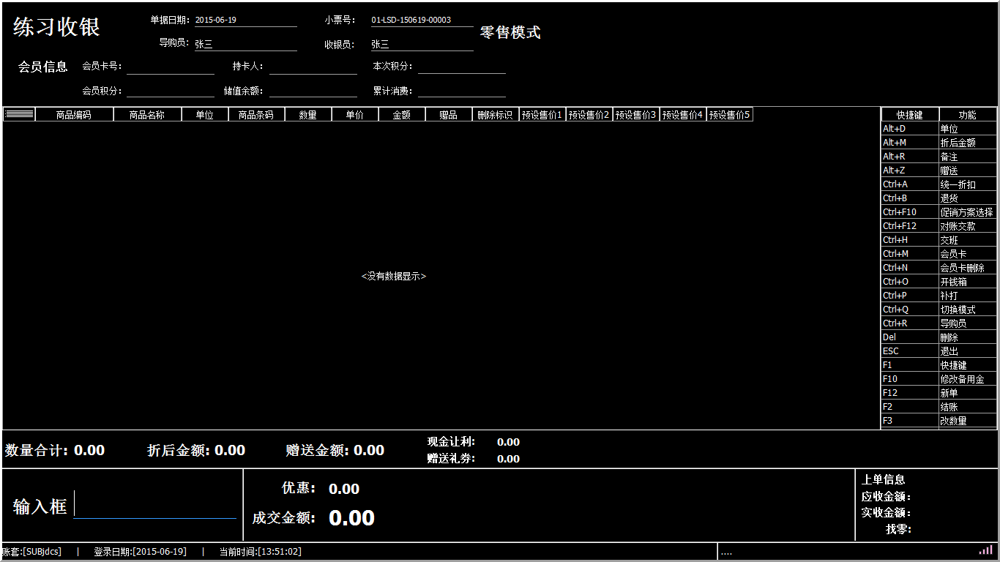 练习收银
单据日期: 2015-06-19 小票号: 01-LSD-150619-00003
零售模式
导购员: 张三 收银员: 张三
会员信息 会员卡号: 持卡人: 本次积分:
会员积分: 储值余额: 累计消费:
商品编码 商品名称 单位 商品条码 数量 单价 金额 赠品 删除标识 预设售价1 预设售价2 预设售价3 预设售价4 预设售价5
<没有数据显示>
快捷键 功能
Alt+D 单位
Alt+M 折后金额
Alt+R 备注
Alt+Z 赠送
Ctrl+A 统一折扣
Ctrl+B 退货
Ctrl+F10 促销方案选择
Ctrl+F12 对账交款
Ctrl+H 交班
Ctrl+M 会员卡
Ctrl+N 会员卡删除
Ctrl+O 开钱箱
Ctrl+P 补打
Ctrl+Q 切换模式
Ctrl+R 导购员
Del 删除
ESC 退出
F1 快捷键
F10 修改备用金
F12 新单
F2 结账
F3 改数量
数量合计: 0.00 折后金额: 0.00 赠送金额: 0.00
现金让利: 0.00
赠送礼券: 0.00
输入框
优惠: 0.00
成交金额: 0.00
上单信息
应收金额:
实收金额:
找零:
账套:[SUBjdcs] | 登录日期:[2015-06-19] | 当前时间:[13:51:02] ....